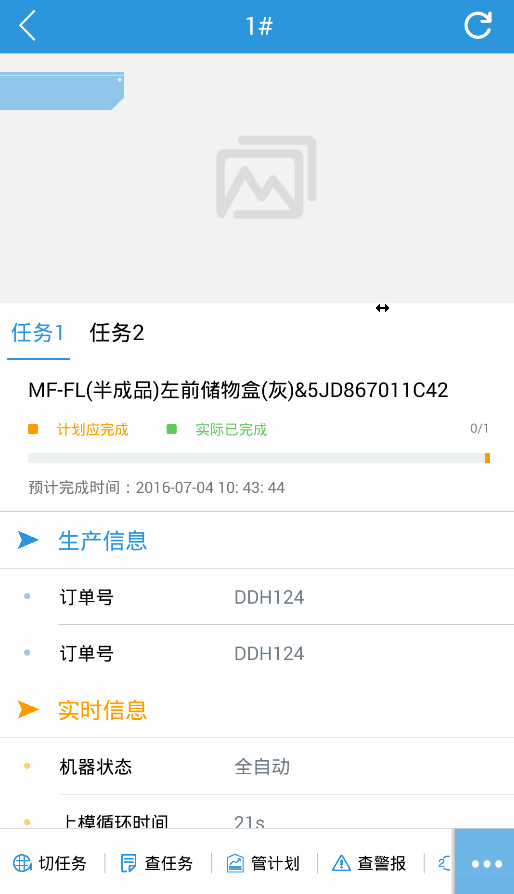 1#
任务1 任务2
MF-FL(半成品)左前储物盒(灰)&5JD867011C42
计划应完成 实际已完成 0/1
预计完成时间：2016-07-04 10: 43: 44
生产信息
订单号 DDH124
订单号 DDH124
实时信息
机器状态 全自动
上模循环时间 21s
切任务 查任务 管计划 查警报